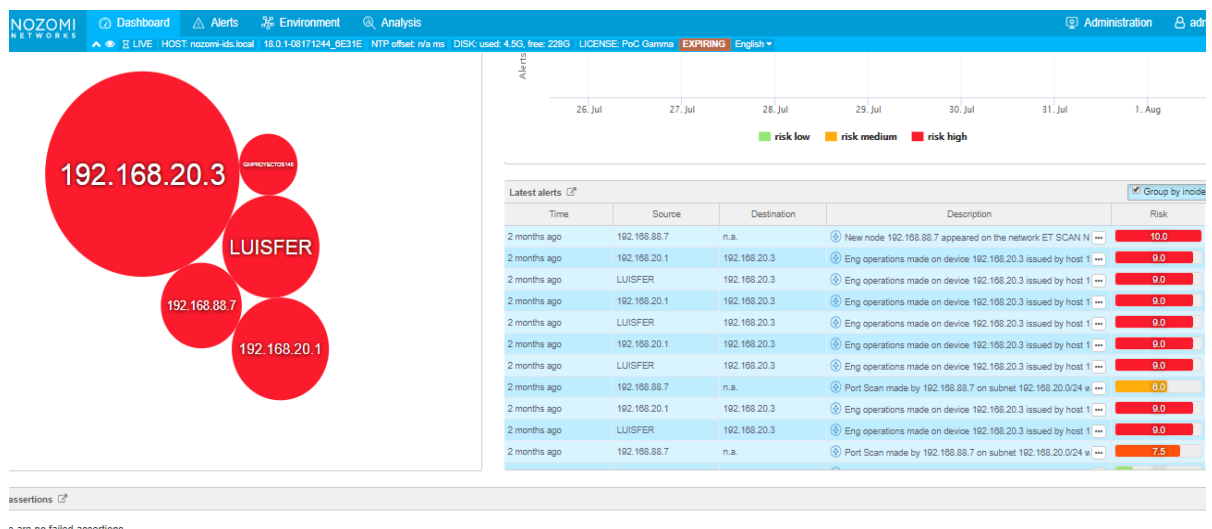 NOZOMI NETWORKS Dashboard Alerts Environment Analysis Administration adn
LIVE HOST: nozomi-ids.local 18.0.1-08171244_6E31E NTP offset: n/a ms DISK: used: 4.5G, free: 228G LICENSE: PoC Gamma EXPIRING English
192.168.20.3
GMPROYECTOS146
LUISFER
192.168.88.7
192.168.20.1
Alerts
26. Jul 27. Jul 28. Jul 29. Jul 30. Jul 31. Jul 1. Aug
risk low risk medium risk high
Latest alerts Group by incide
Time Source Destination Description Risk
2 months ago 192.168.88.7 n.a. New node 192.168.88.7 appeared on the network ET SCAN N ... 10.0
2 months ago 192.168.20.1 192.168.20.3 Eng operations made on device 192.168.20.3 issued by host 1 ... 9.0
2 months ago LUISFER 192.168.20.3 Eng operations made on device 192.168.20.3 issued by host 1 ... 9.0
2 months ago 192.168.20.1 192.168.20.3 Eng operations made on device 192.168.20.3 issued by host 1 ... 9.0
2 months ago LUISFER 192.168.20.3 Eng operations made on device 192.168.20.3 issued by host 1 ... 9.0
2 months ago 192.168.20.1 192.168.20.3 Eng operations made on device 192.168.20.3 issued by host 1 ... 9.0
2 months ago LUISFER 192.168.20.3 Eng operations made on device 192.168.20.3 issued by host 1 ... 9.0
2 months ago 192.168.88.7 n.a. Port Scan made by 192.168.88.7 on subnet 192.168.20.0/24 w ... 6.0
2 months ago 192.168.20.1 192.168.20.3 Eng operations made on device 192.168.20.3 issued by host 1 ... 9.0
2 months ago LUISFER 192.168.20.3 Eng operations made on device 192.168.20.3 issued by host 1 ... 9.0
2 months ago 192.168.88.7 n.a. Port Scan made by 192.168.88.7 on subnet 192.168.20.0/24 w ... 7.5
assertions
e are no failed assertions